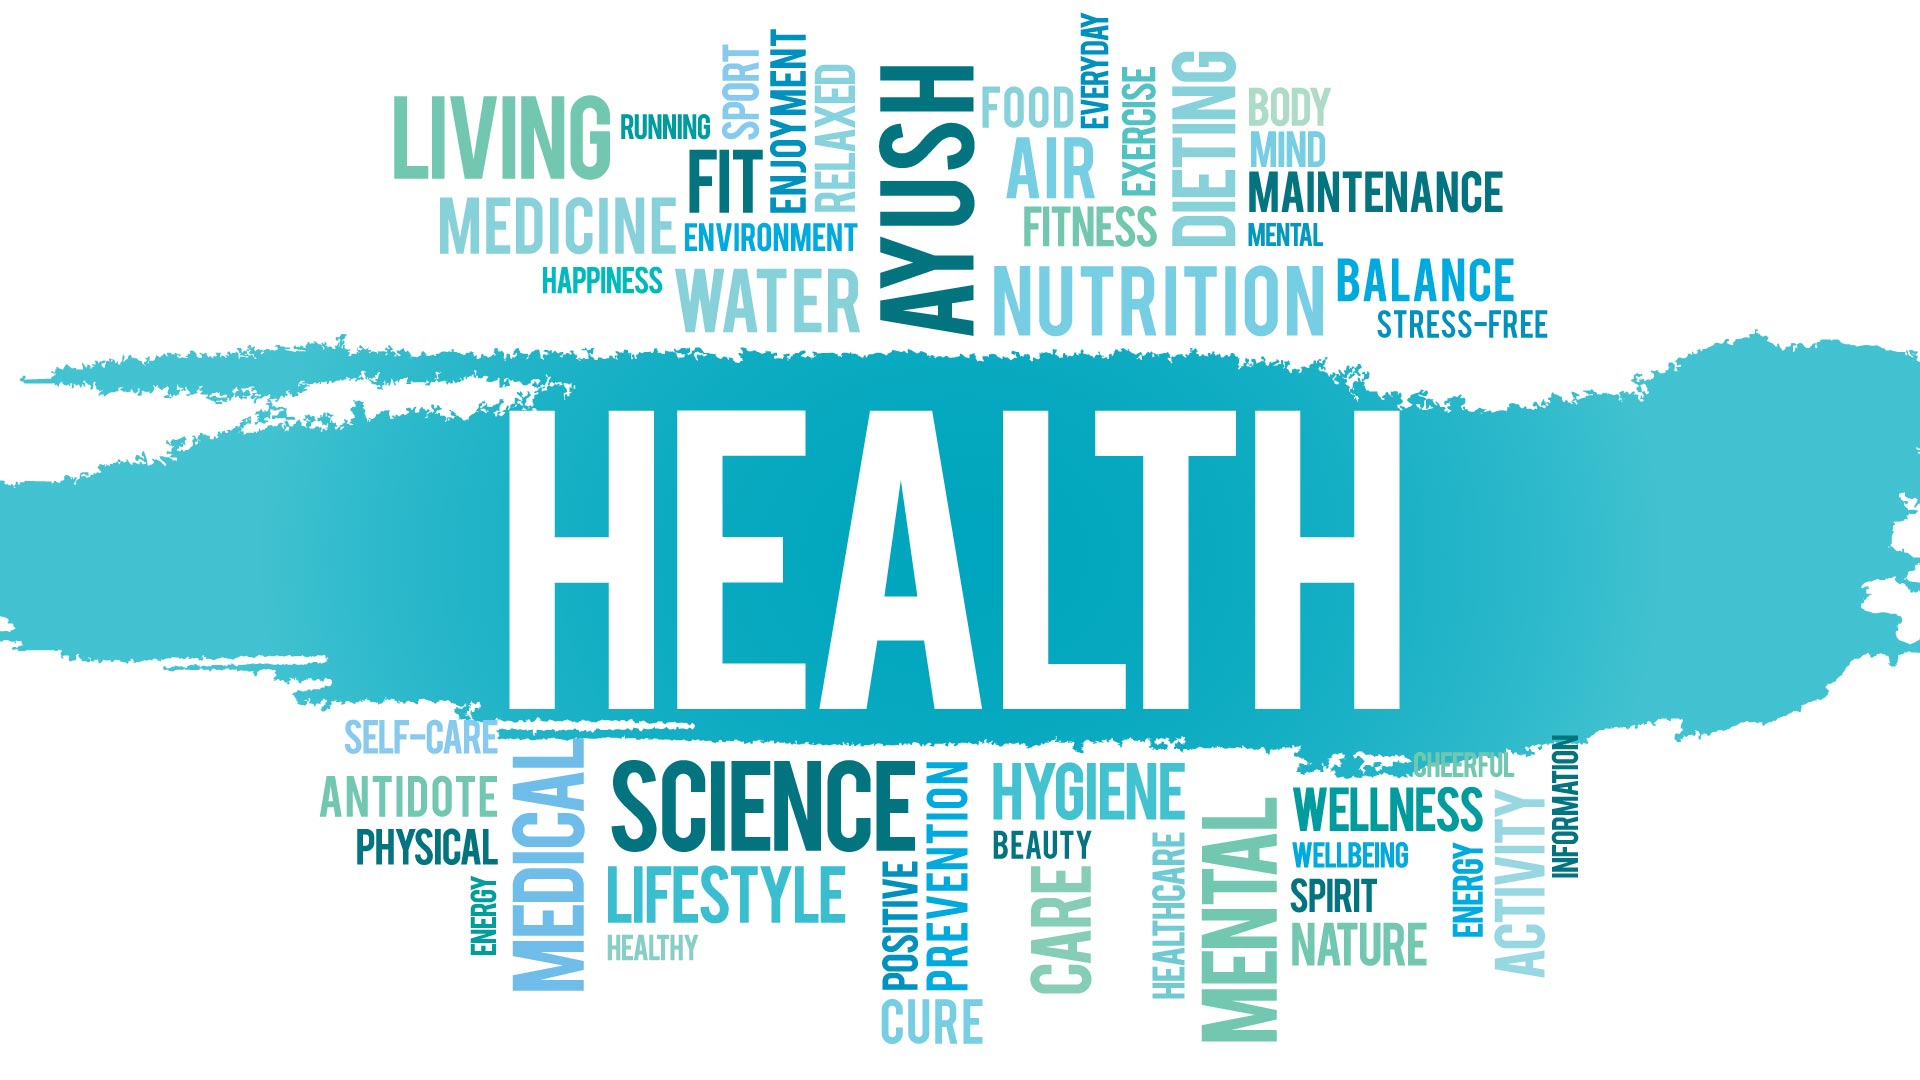 LIVING
RUNNING
SPORT
ENJOYMENT
RELAXED
FIT
MEDICINE
ENVIRONMENT
HAPPINESS
WATER
AYUSH
FOOD
EVERYDAY
AIR
EXERCISE
DIETING
FITNESS
BODY
MIND
MAINTENANCE
MENTAL
NUTRITION
BALANCE
STRESS-FREE
HEALTH
SELF-CARE
ANTIDOTE
PHYSICAL
ENERGY
MEDICAL
SCIENCE
LIFESTYLE
HEALTHY
POSITIVE
PREVENTION
CURE
HYGIENE
BEAUTY
CARE
HEALTHCARE
MENTAL
CHEERFUL
WELLNESS
WELLBEING
SPIRIT
NATURE
ENERGY
ACTIVITY
INFORMATION